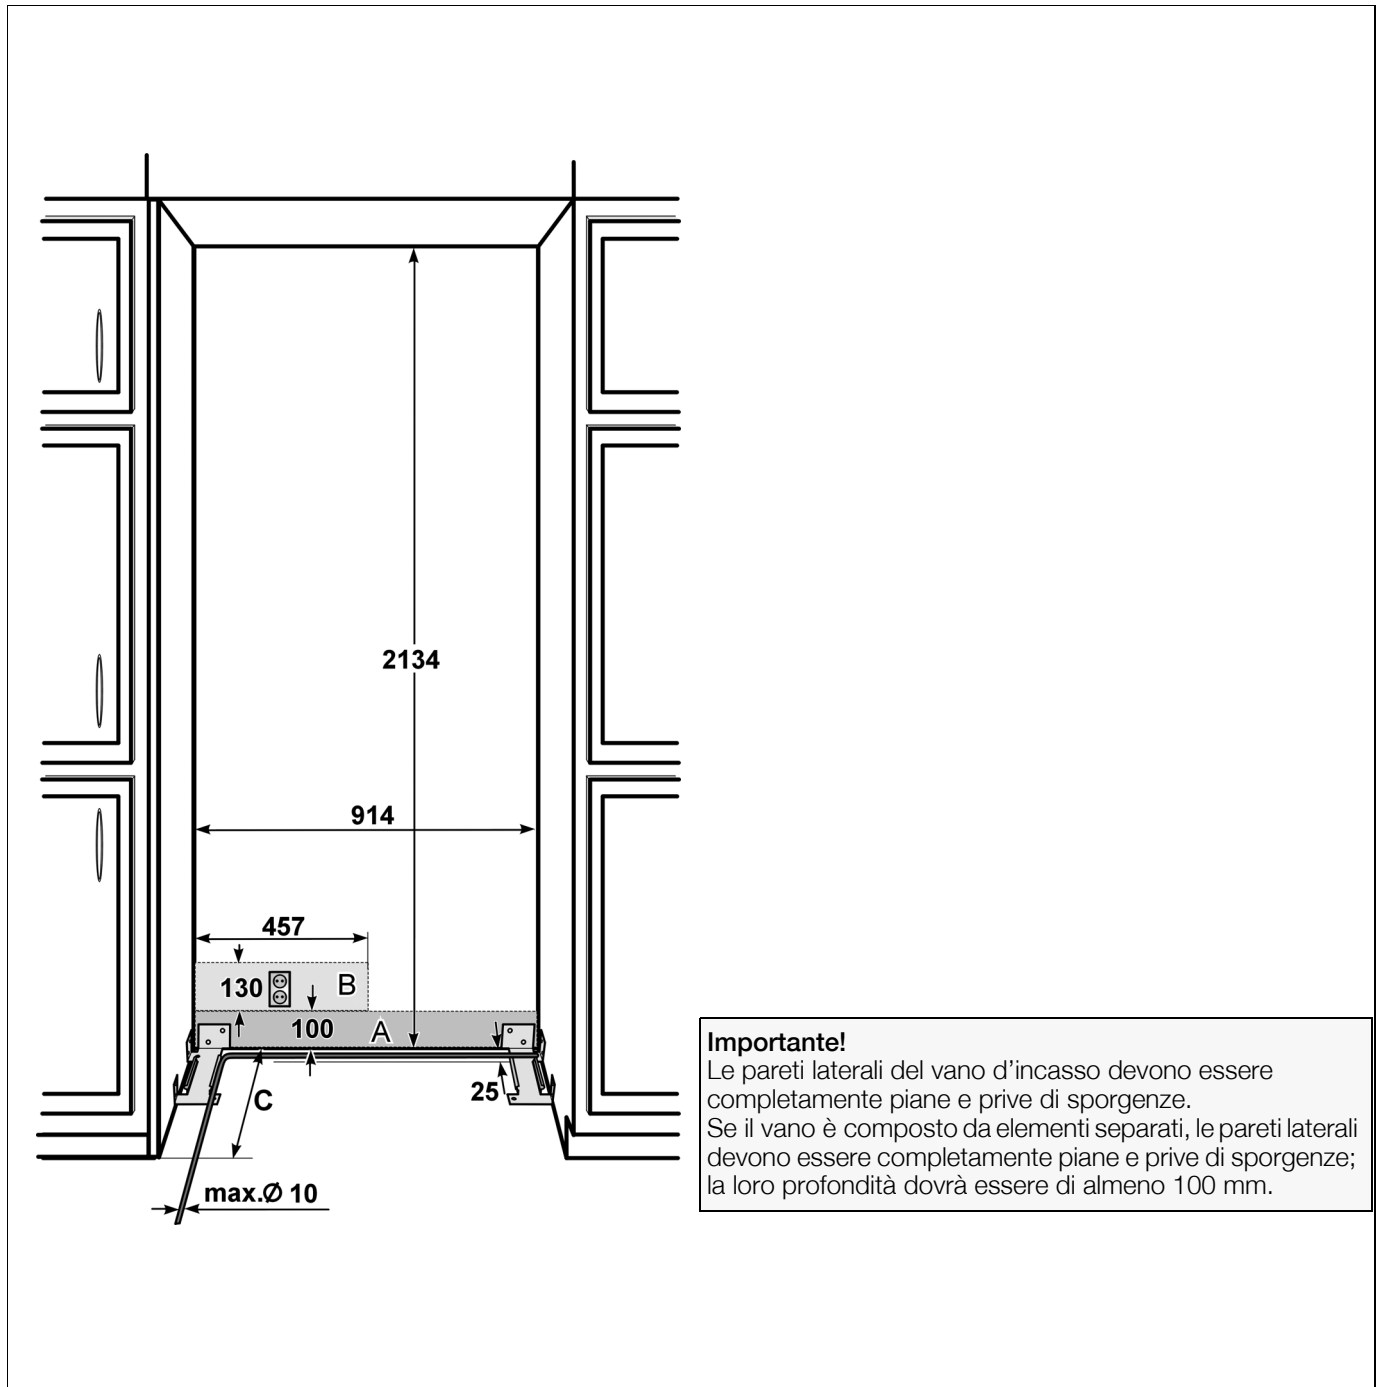 2134
914
457
130
B
100
A
25
C
max.Ø 10
Importante!
Le pareti laterali del vano d'incasso devono essere
completamente piane e prive di sporgenze.
Se il vano è composto da elementi separati, le pareti laterali
devono essere completamente piane e prive di sporgenze;
la loro profondità dovrà essere di almeno 100 mm.